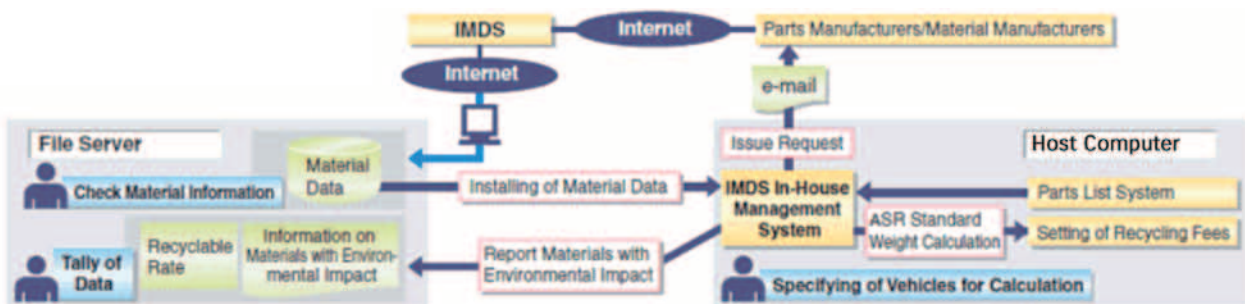 IMDS
Internet
Parts Manufacturers/Material Manufacturers
Internet
e-mail
File Server
Material
Data
Check Material Information
Installing of Material Data
Issue Request
Host Computer
IMDS In-House
Management
System
Parts List System
ASR Standard
Weight Calculation
Setting of Recycling Fees
Recyclable
Rate
Information on
Materials with Environ-
mental Impact
Report Materials with
Environmental Impact
Tally of
Data
Specifying of Vehicles for Calculation